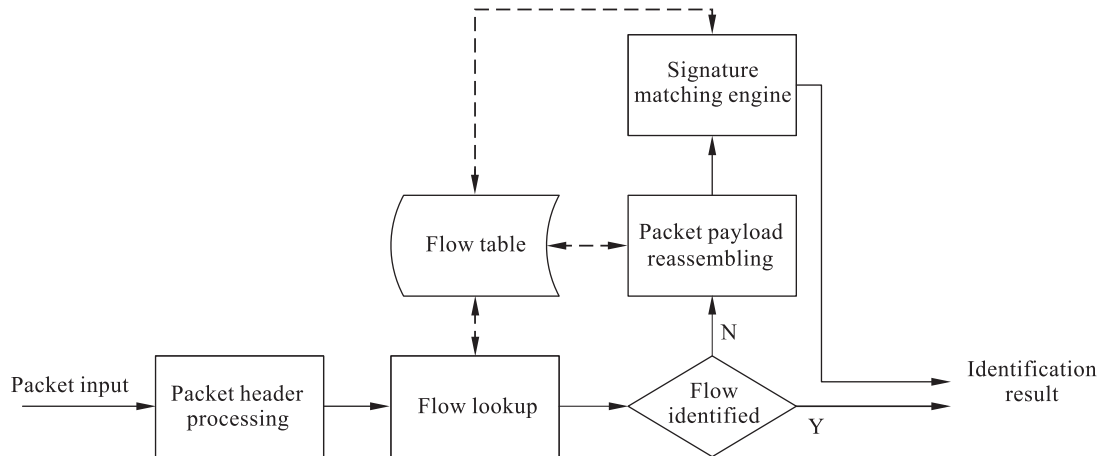 Signature
matching engine
Flow table
Packet payload
reassembling
N
Packet input
Packet header
processing
Flow lookup
Flow
identified
Y
Identification
result